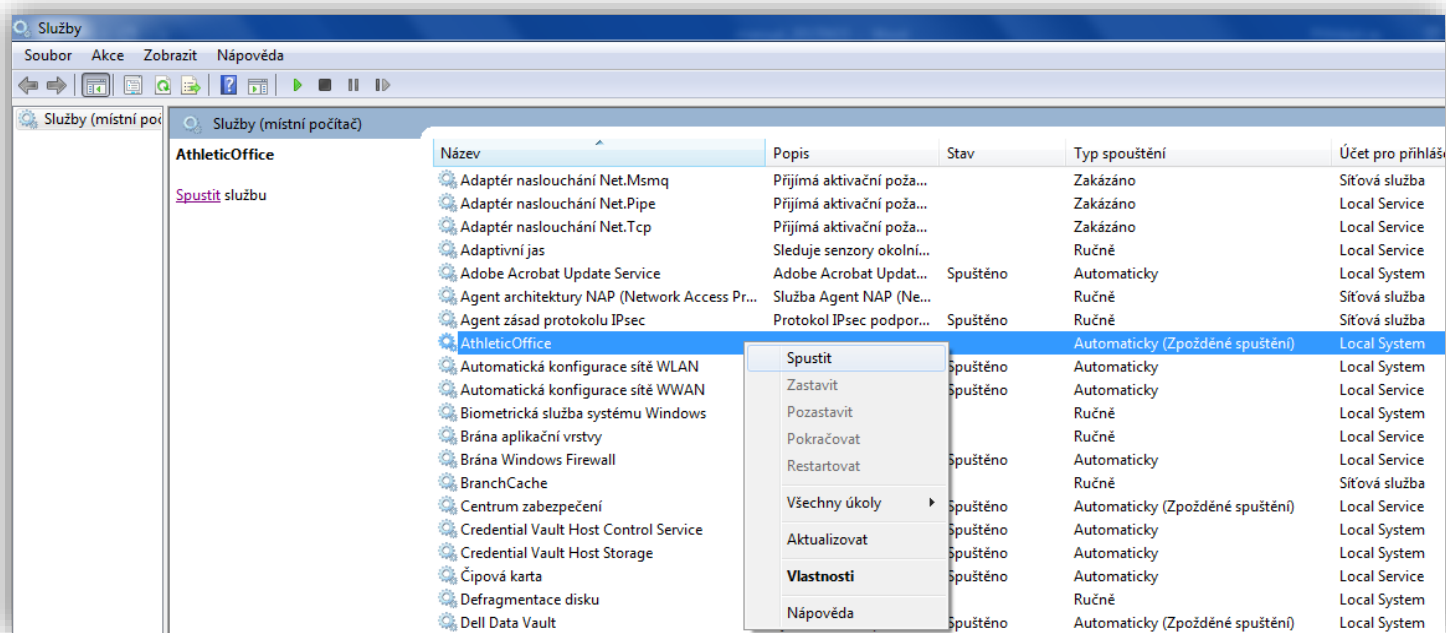 Služby
Soubor Akce Zobrazit Nápověda
Služby (místní poč
Služby (místní počítač)
AthleticOffice
Spustit službu
Název Popis Stav Typ spouštění Účet pro přihláše
Adaptér naslouchání Net.Msmq Přijímá aktivační poža... Zakázáno Síťová služba
Adaptér naslouchání Net.Pipe Přijímá aktivační poža... Zakázáno Local Service
Adaptér naslouchání Net.Tcp Přijímá aktivační poža... Zakázáno Local Service
Adaptivní jas Sleduje senzory okolní... Ručně Local Service
Adobe Acrobat Update Service Adobe Acrobat Updat... Spuštěno Automaticky Local System
Agent architektury NAP (Network Access Pr... Služba Agent NAP (Ne... Ručně Síťová služba
Agent zásad protokolu IPsec Protokol IPsec podpor... Spuštěno Ručně Síťová služba
AthleticOffice Automaticky (Zpožděné spuštění) Local System
Automatická konfigurace sítě WLAN Spuštěno Automaticky Local System
Automatická konfigurace sítě WWAN Spuštěno Automaticky Local System
Biometrická služba systému Windows Ručně Local System
Brána aplikační vrstvy Ručně Local Service
Brána Windows Firewall Spuštěno Automaticky Local Service
BranchCache Ručně Síťová služba
Centrum zabezpečení Spuštěno Automaticky (Zpožděné spuštění) Local Service
Credential Vault Host Control Service Spuštěno Automaticky Local System
Credential Vault Host Storage Spuštěno Automaticky Local System
Čipová karta Spuštěno Automaticky Local Service
Defragmentace disku Ručně Local System
Dell Data Vault Spuštěno Automaticky (Zpožděné spuštění) Local System
Spustit
Zastavit
Pozastavit
Pokračovat
Restartovat
Všechny úkoly
Aktualizovat
Vlastnosti
Nápověda